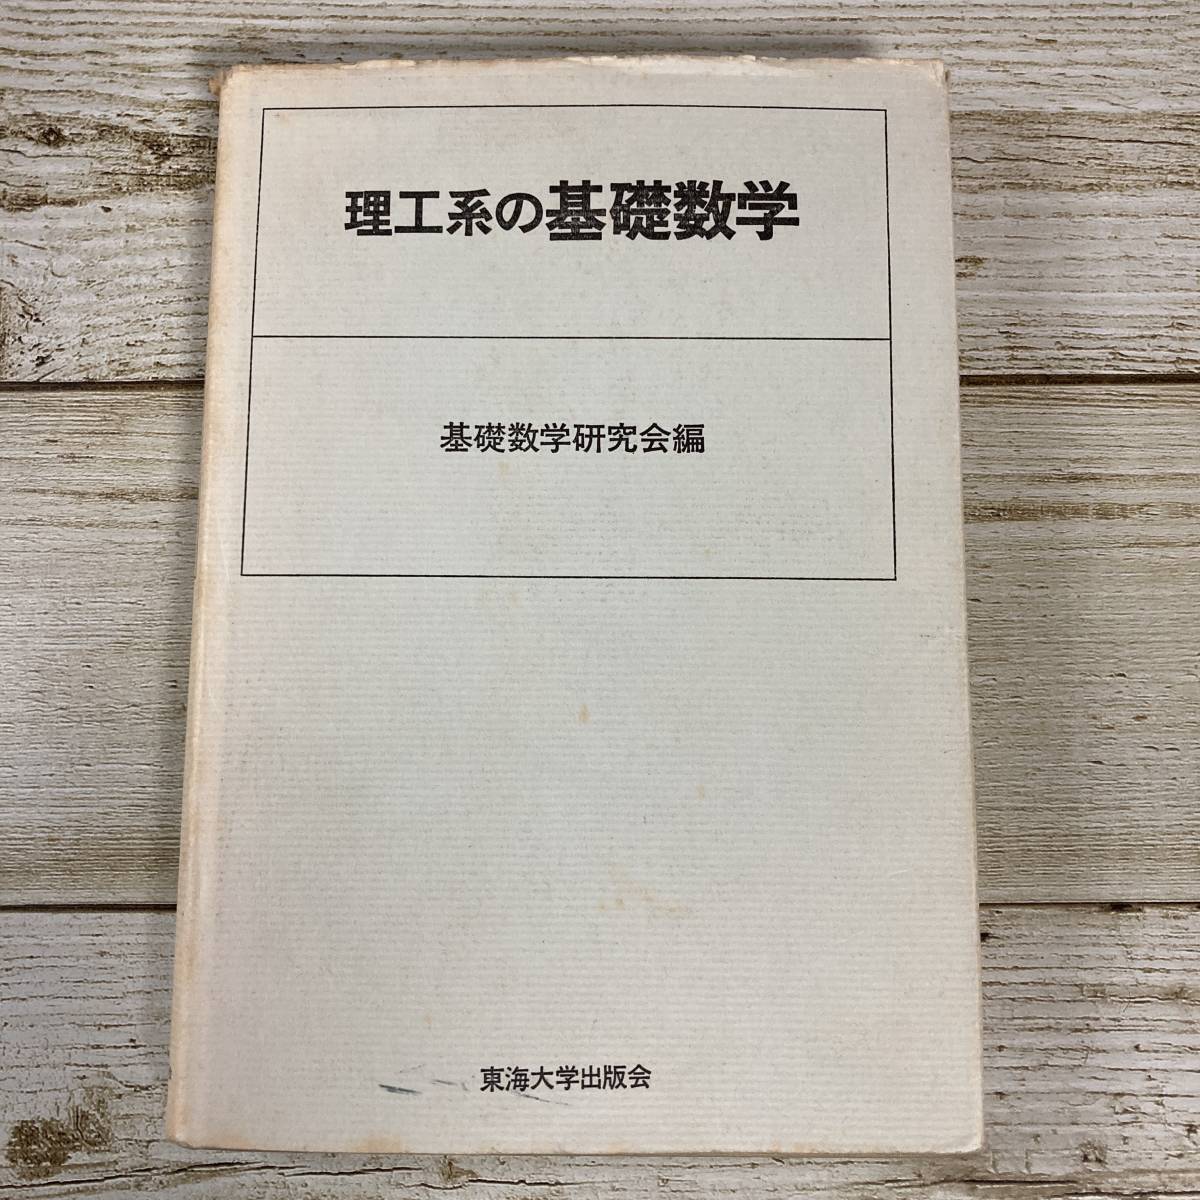 理工系の基礎数学
基礎数学研究会編
東海大学出版会